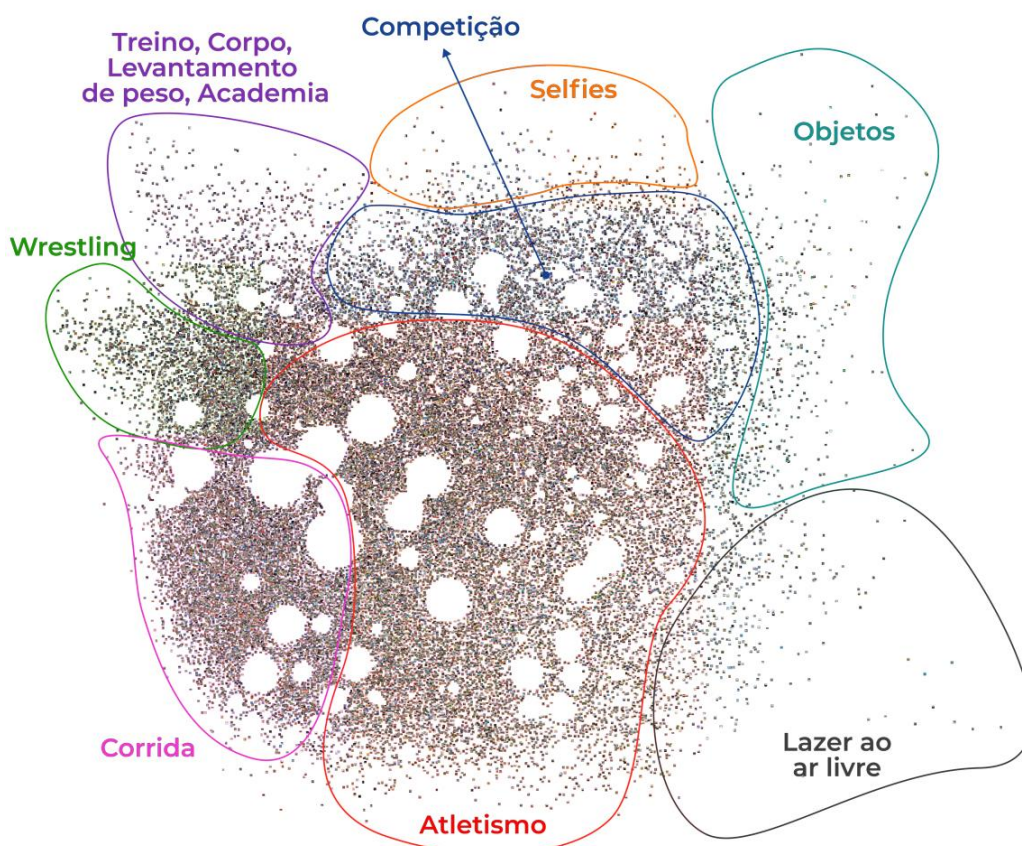 Competição
Treino, Corpo,
Levantamento
de peso, Academia
Selfies
Objetos
Wrestling
Corrida
Lazer ao
ar livre
Atletismo